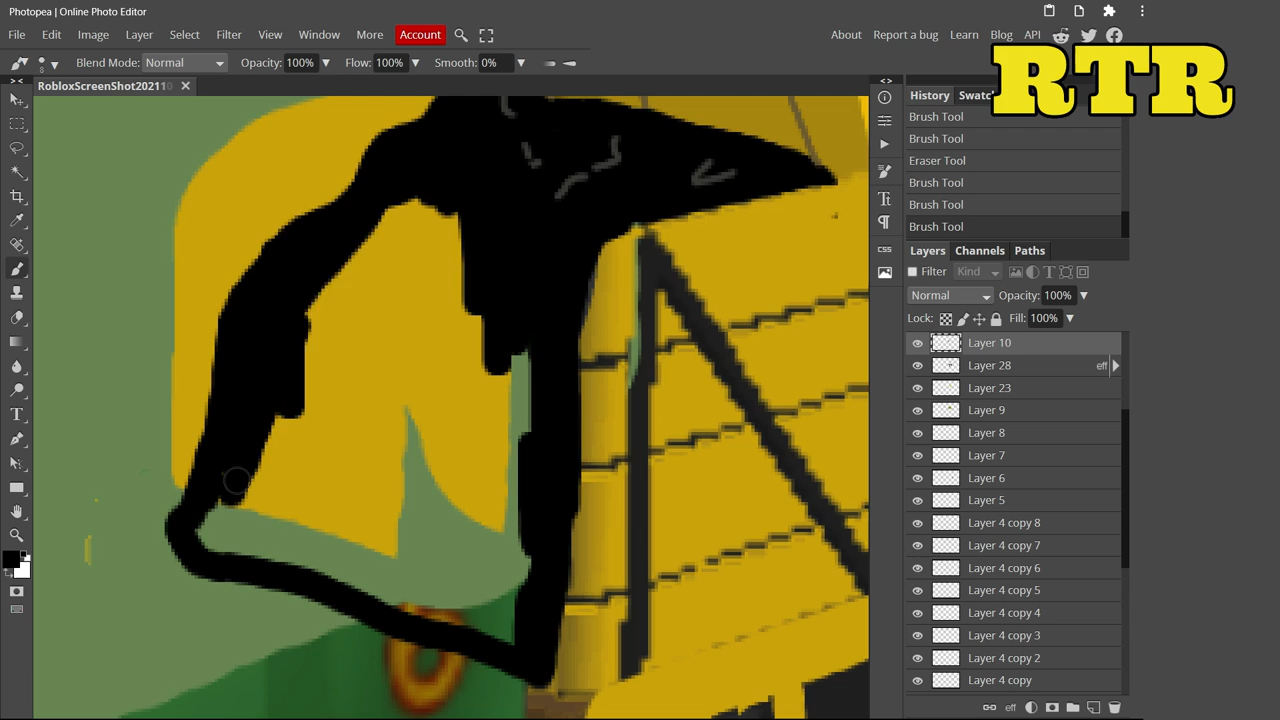 Photopea | Online Photo Editor
File Edit Image Layer Select Filter View Window More Account
About Report a bug Learn Blog API
Blend Mode: Normal Opacity: 100% Flow: 100% Smooth: 0%
RTR
RobloxScreenShot202110
History Swatc
Brush Tool
Brush Tool
Eraser Tool
Brush Tool
Brush Tool
Brush Tool
Layers Channels Paths
Filter Kind
Normal Opacity: 100%
Lock: Fill: 100%
Layer 10
Layer 28 eff
Layer 23
Layer 9
Layer 8
Layer 7
Layer 6
Layer 5
Layer 4 copy 8
Layer 4 copy 7
Layer 4 copy 6
Layer 4 copy 5
Layer 4 copy 4
Layer 4 copy 3
Layer 4 copy 2
Layer 4 copy
eff
CSS